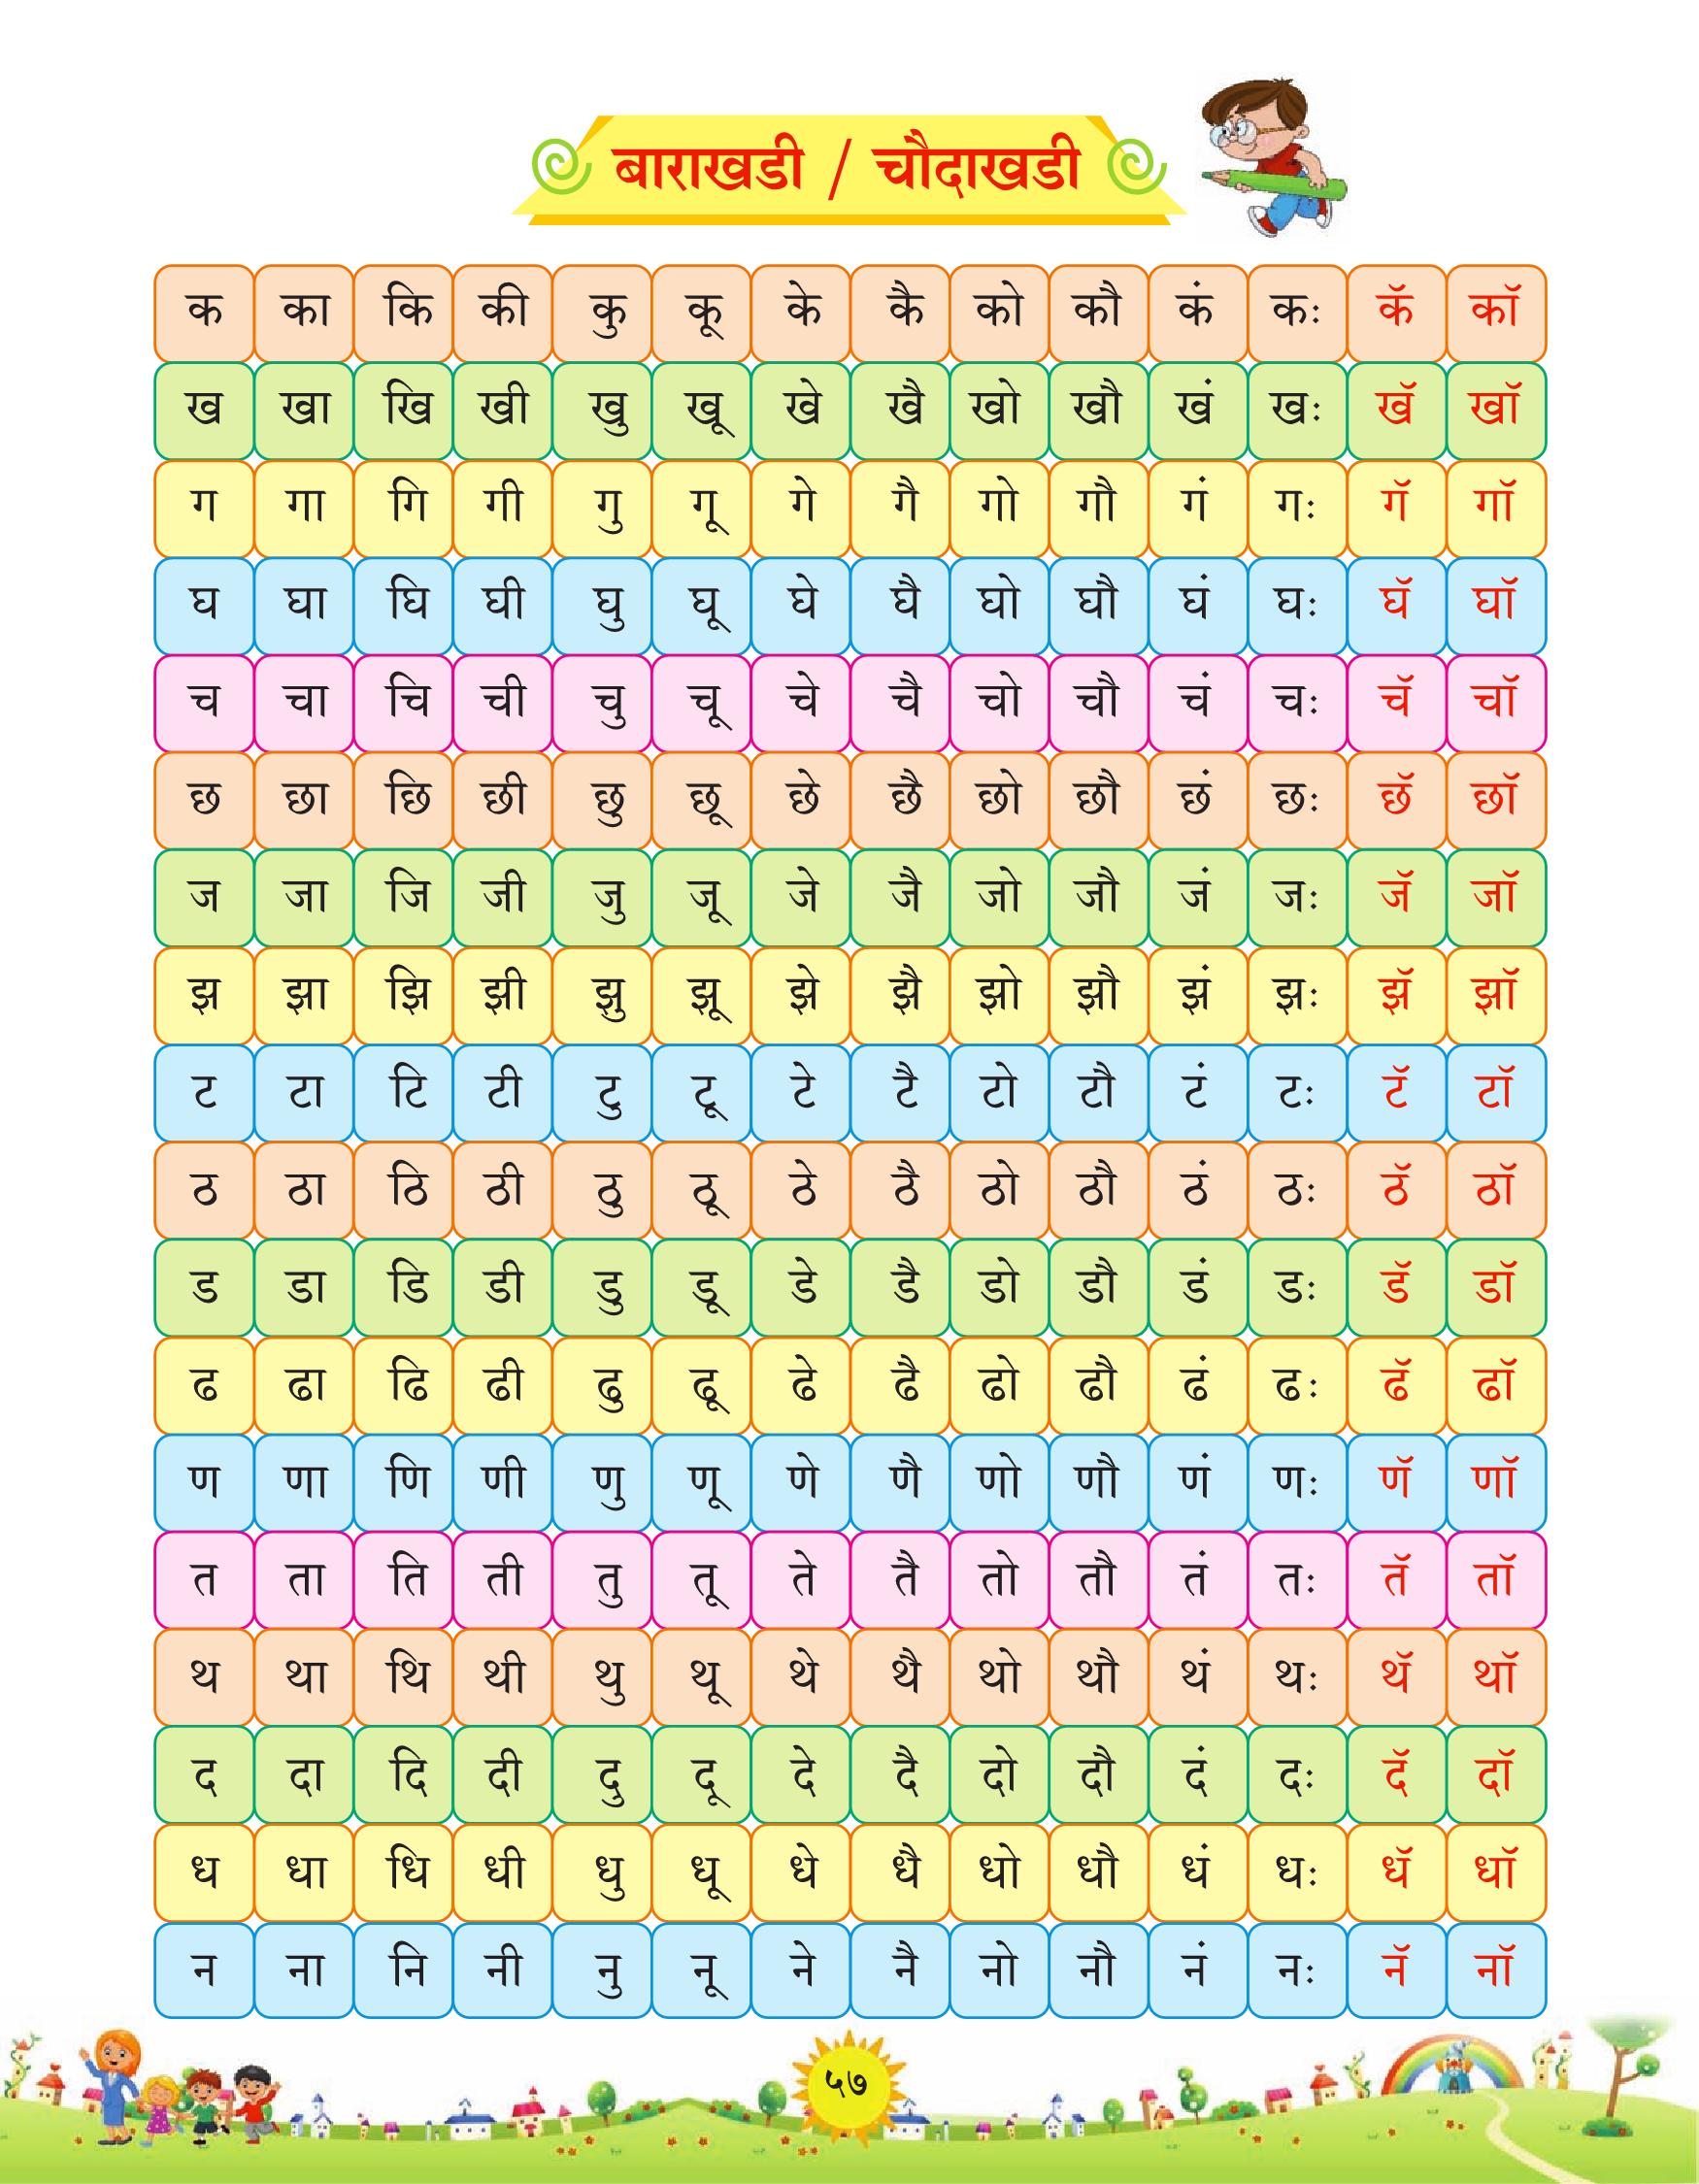 बाराखडी / चौदाखडी
क का कि की कु कू के कै को कौ कं कः कॅ कॉ
ख खा खि खी खु खू खे खै खो खौ खं खः खॅ खॉ
ग गा गि गी गु गू गे गै गो गौ गं गः गॅ गॉ
घ घा घि घी घु घू घे घै घो घौ घं घः घॅ घॉ
च चा चि ची चु चू चे चै चो चौ चं चः चॅ चॉ
छ छा छि छी छु छू छे छै छो छौ छं छः छॅ छॉ
ज जा जि जी जु जू जे जै जो जौ जं जः जॅ जॉ
झ झा झि झी झु झू झे झै झो झौ झं झः झॅ झॉ
ट टा टि टी टु टू टे टै टो टौ टं टः टॅ टॉ
ठ ठा ठि ठी ठु ठू ठे ठै ठो ठौ ठं ठः ठॅ ठॉ
ड डा डि डी डु डू डे डै डो डौ डं डः डॅ डॉ
ढ ढा ढि ढी ढु ढू ढे ढै ढो ढौ ढं ढः ढॅ ढॉ
ण णा णि णी णु णू णे णै णो णौ णं णः णॅ णॉ
त ता ति ती तु तू ते तै तो तौ तं तः तॅ तॉ
थ था थि थी थु थू थे थै थो थौ थं थः थॅ थॉ
द दा दि दी दु दू दे दै दो दौ दं दः दॅ दॉ
ध धा धि धी धु धू धे धै धो धौ धं धः धॅ धॉ
न ना नि नी नु नू ने नै नो नौ नं नः नॅ नॉ
५७